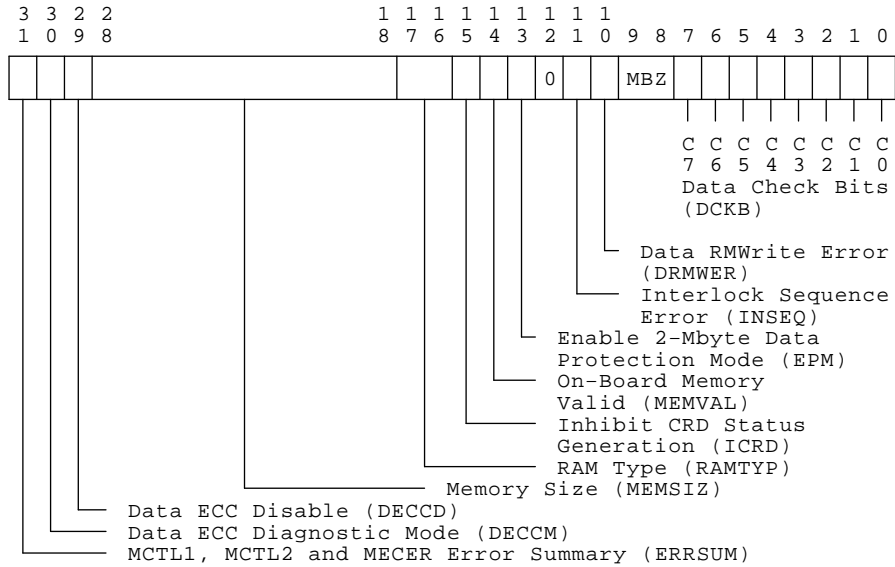 3 3 2 2 1 1 1 1 1 1 1 1 1
1 0 9 8 8 7 6 5 4 3 2 1 0 9 8 7 6 5 4 3 2 1 0
0 MBZ
C C C C C C C C
7 6 5 4 3 2 1 0
Data Check Bits
(DCKB)
Data RMWrite Error
(DRMWER)
Interlock Sequence
Error (INSEQ)
Enable 2-Mbyte Data
Protection Mode (EPM)
On-Board Memory
Valid (MEMVAL)
Inhibit CRD Status
Generation (ICRD)
RAM Type (RAMTYP)
Memory Size (MEMSIZ)
Data ECC Disable (DECCD)
Data ECC Diagnostic Mode (DECCM)
MCTL1, MCTL2 and MECER Error Summary (ERRSUM)